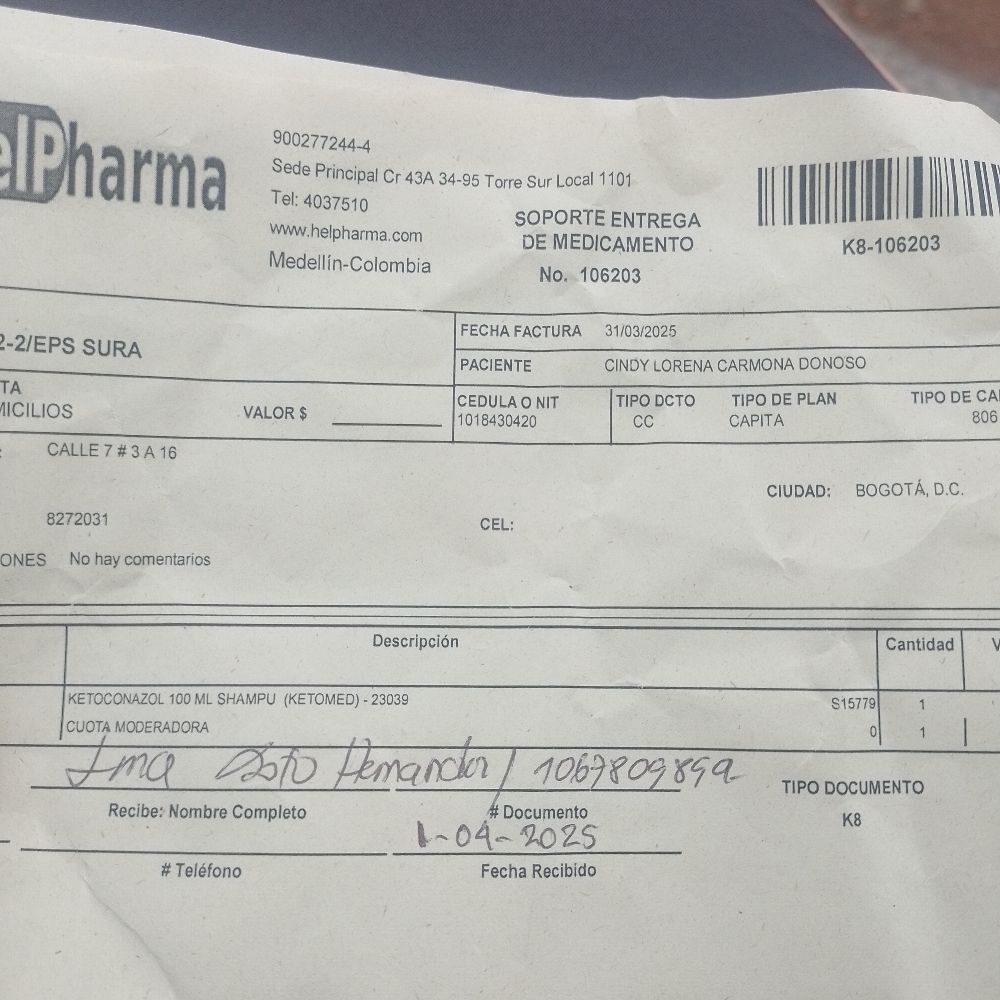 elPharma
900277244-4
Sede Principal Cr 43A 34-95 Torre Sur Local 1101
Tel: 4037510
www.helpharma.com
Medellín-Colombia
SOPORTE ENTREGA
DE MEDICAMENTO
No. 106203
K8-106203
2-2/EPS SURA
FECHA FACTURA 31/03/2025
PACIENTE CINDY LORENA CARMONA DONOSO
TA
MICILIOS VALOR $
CEDULA O NIT TIPO DCTO TIPO DE PLAN TIPO DE CA
1018430420 CC CAPITA 806
CALLE 7 # 3 A 16
CIUDAD: BOGOTÁ, D.C.
8272031 CEL:
ONES No hay comentarios
Descripción Cantidad V
KETOCONAZOL 100 ML SHAMPU (KETOMED) - 23039 S15779 1
CUOTA MODERADORA 0 1
Soto 1067809892
Recibe: Nombre Completo # Documento
TIPO DOCUMENTO
K8
1-04-2025
# Teléfono Fecha Recibido